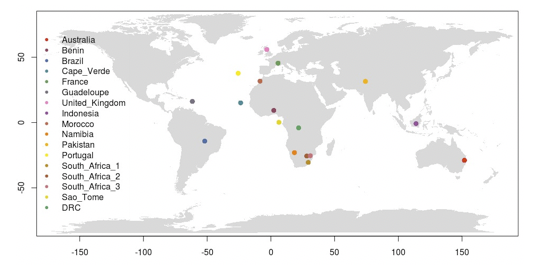 Australia
Benin
Brazil
Cape_Verde
France
Guadeloupe
United_Kingdom
Indonesia
Morocco
Namibia
Pakistan
Portugal
South_Africa_1
South_Africa_2
South_Africa_3
Sao_Tome
DRC
50
0
-50
-150 -100 -50 0 50 100 150